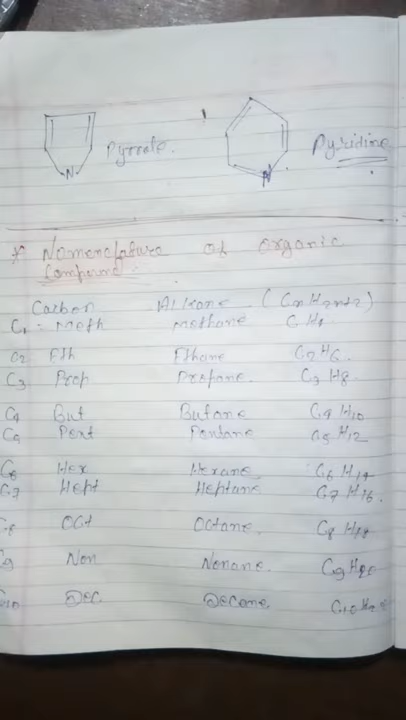 Pyrrole.
Pyridine
N
N
* Nomenclature of organic
Compound :
Carbon Alkane (CnH2n+2)
C1 : Meth Methane CH4
C2 Eth Ethane C2H6
C3 Prop Propane. C3H8
C4 But Butane C4H10
C5 Pent Pentane C5H12
C6 Hex Hexane C6H14
C7 Hept Heptane C7H16.
C8 Oct Octane. C8H18
C9 Non Nonane. C9H20
C10 Dec. Decane